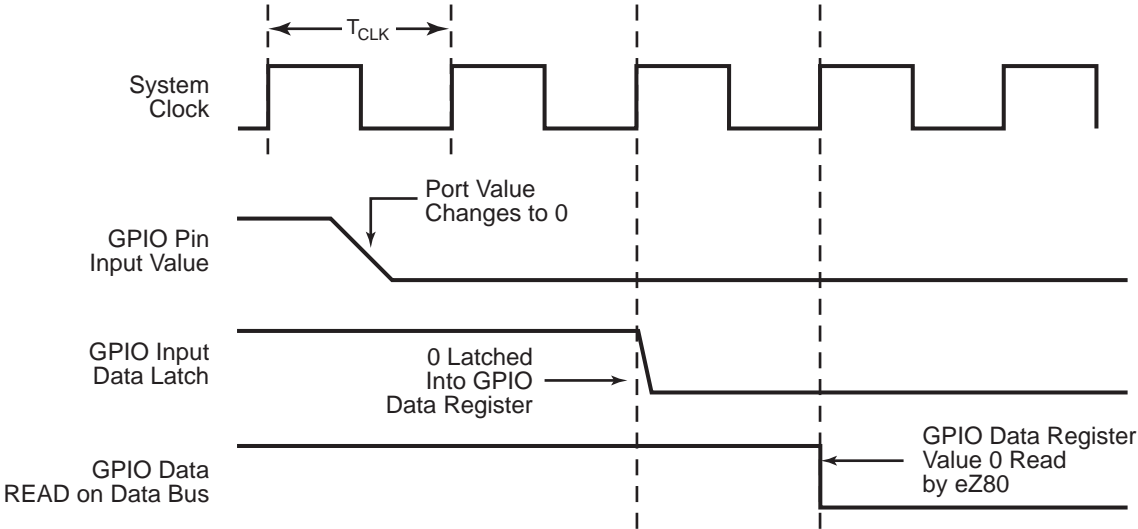 T_CLK
System
Clock
Port Value
Changes to 0
GPIO Pin
Input Value
GPIO Input
Data Latch
0 Latched
Into GPIO
Data Register
GPIO Data
READ on Data Bus
GPIO Data Register
Value 0 Read
by eZ80